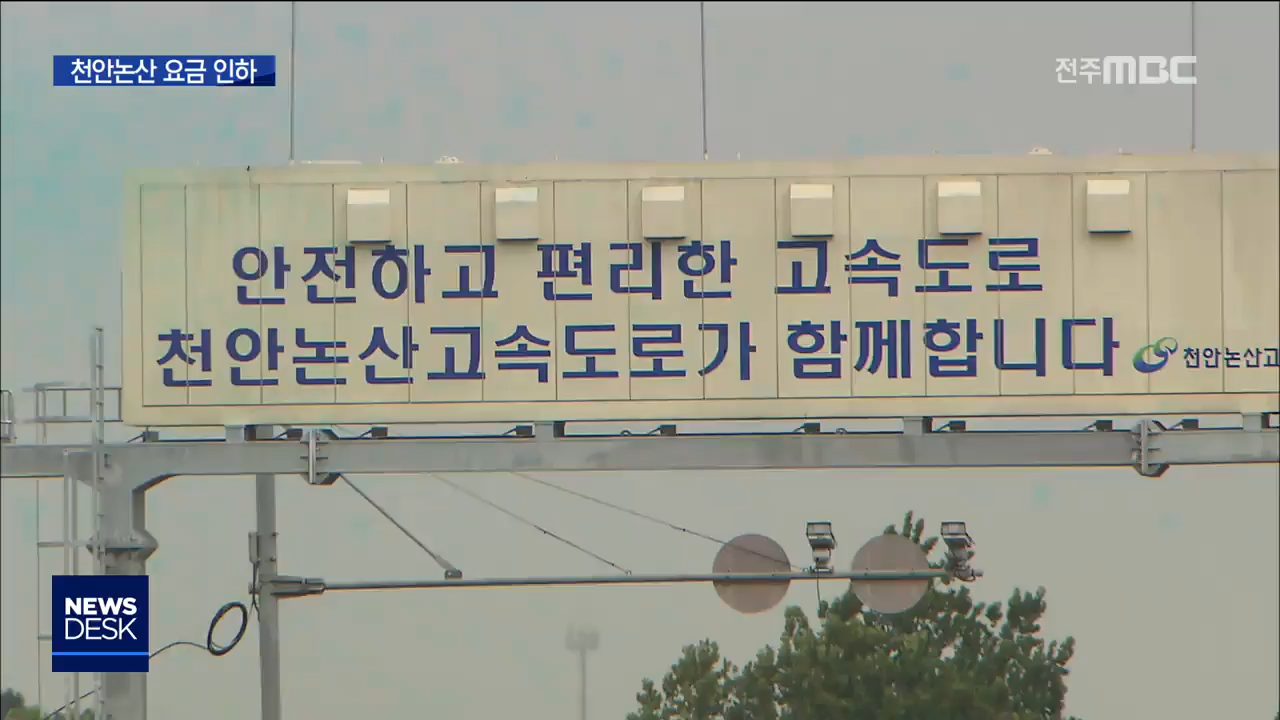 천안논산 요금 인하
전주MBC
안전하고 편리한 고속도로
천안논산고속도로가 함께합니다
천안논산고
NEWS
DESK